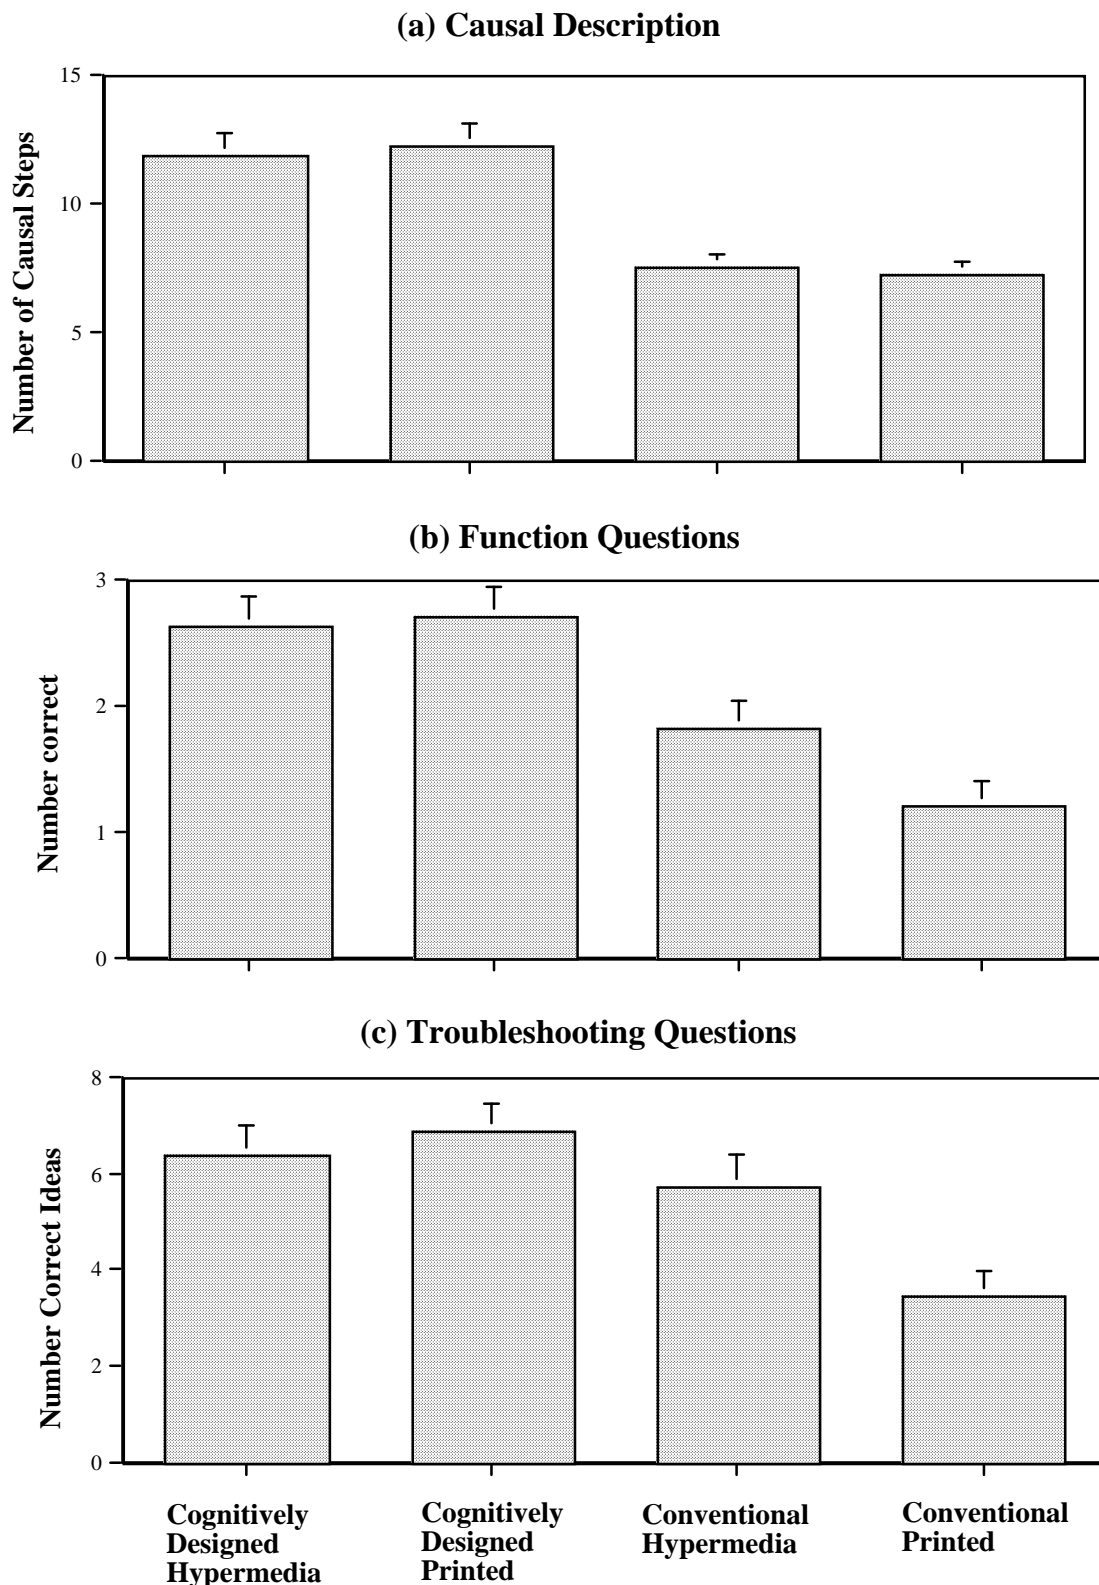 (a) Causal Description
Number of Causal Steps
15
10
5
0
(b) Function Questions
Number correct
3
2
1
0
(c) Troubleshooting Questions
Number Correct Ideas
8
6
4
2
0
Cognitively
Designed
Hypermedia
Cognitively
Designed
Printed
Conventional
Hypermedia
Conventional
Printed